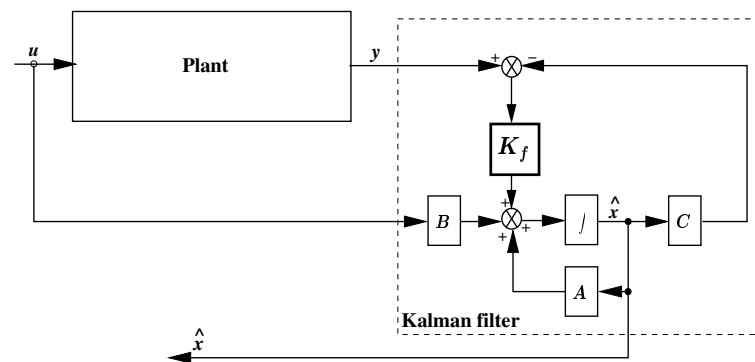 u
Plant
y
+
−
K_f
+
B
+
+
∫
x̂
C
A
Kalman filter
x̂